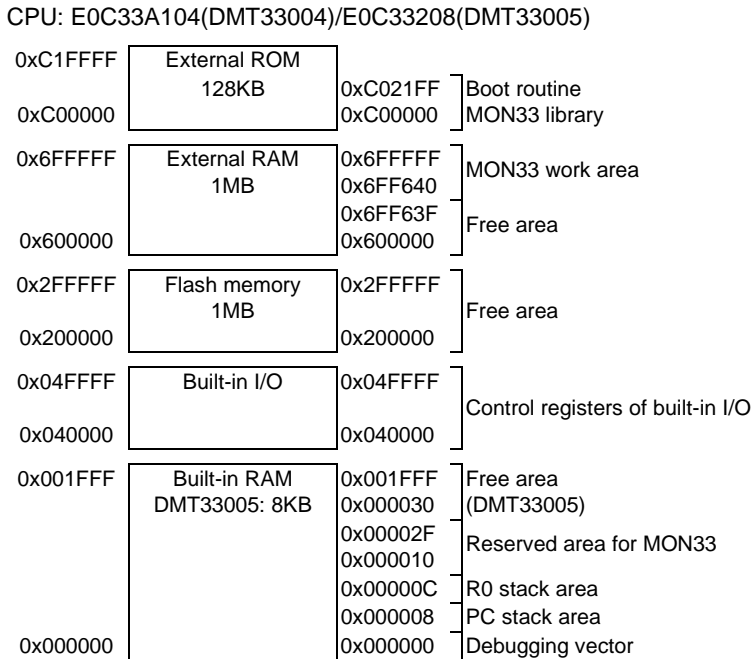 CPU: E0C33A104(DMT33004)/E0C33208(DMT33005)
0xC1FFFF External ROM
128KB 0xC021FF Boot routine
0xC00000 0xC00000 MON33 library
0x6FFFFF External RAM 0x6FFFFF
MON33 work area
1MB 0x6FF640
0x6FF63F
Free area
0x600000 0x600000
0x2FFFFF Flash memory 0x2FFFFF
1MB Free area
0x200000 0x200000
0x04FFFF Built-in I/O 0x04FFFF
Control registers of built-in I/O
0x040000 0x040000
0x001FFF Built-in RAM 0x001FFF Free area
DMT33005: 8KB 0x000030 (DMT33005)
0x00002F
Reserved area for MON33
0x000010
0x00000C R0 stack area
0x000008 PC stack area
0x000000 0x000000 Debugging vector